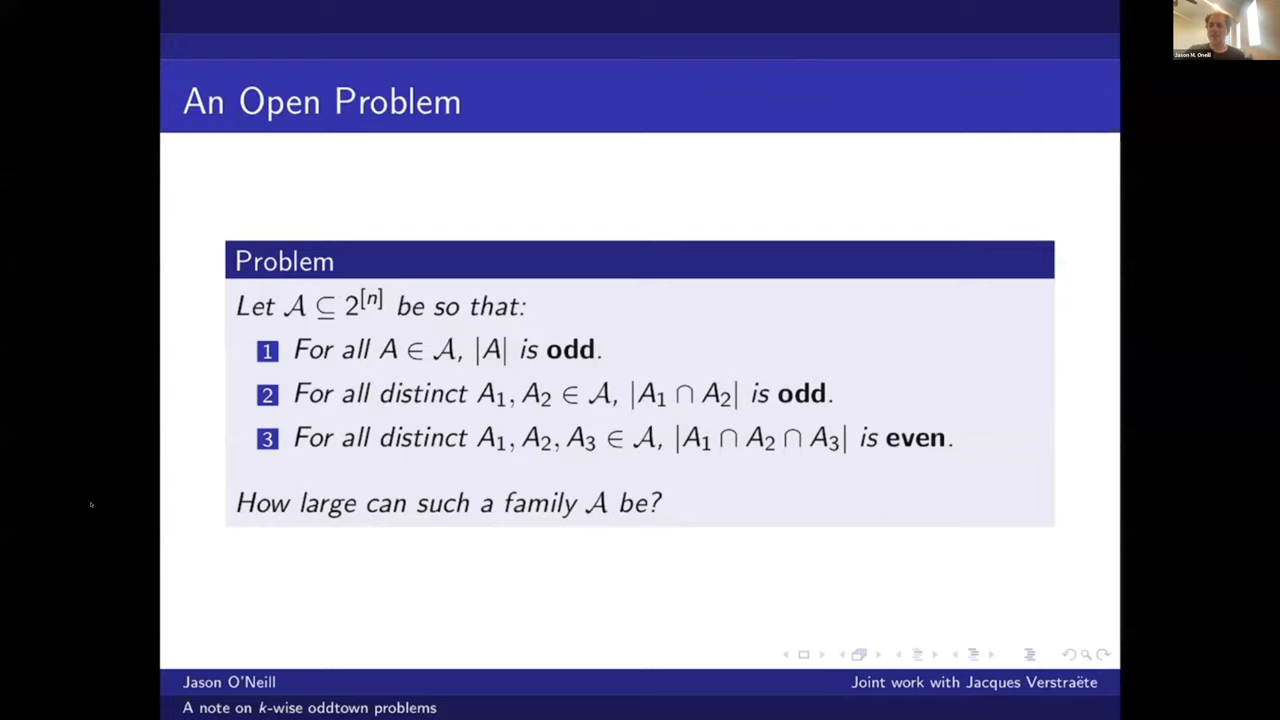 Jason M. Oneill
An Open Problem
Problem
Let 𝒜 ⊆ 2^[n] be so that:
1 For all A ∈ 𝒜, |A| is odd.
2 For all distinct A₁, A₂ ∈ 𝒜, |A₁ ∩ A₂| is odd.
3 For all distinct A₁, A₂, A₃ ∈ 𝒜, |A₁ ∩ A₂ ∩ A₃| is even.
How large can such a family 𝒜 be?
Jason O'Neill
Joint work with Jacques Verstraëte
A note on k-wise oddtown problems